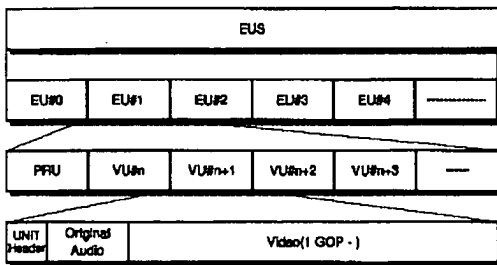 EUS
EU#0 EU#1 EU#2 EU#3 EU#4
PRU VU#n VU#n+1 VU#n+2 VU#n+3
UNIT Header Original Audio Video(1 GOP - )